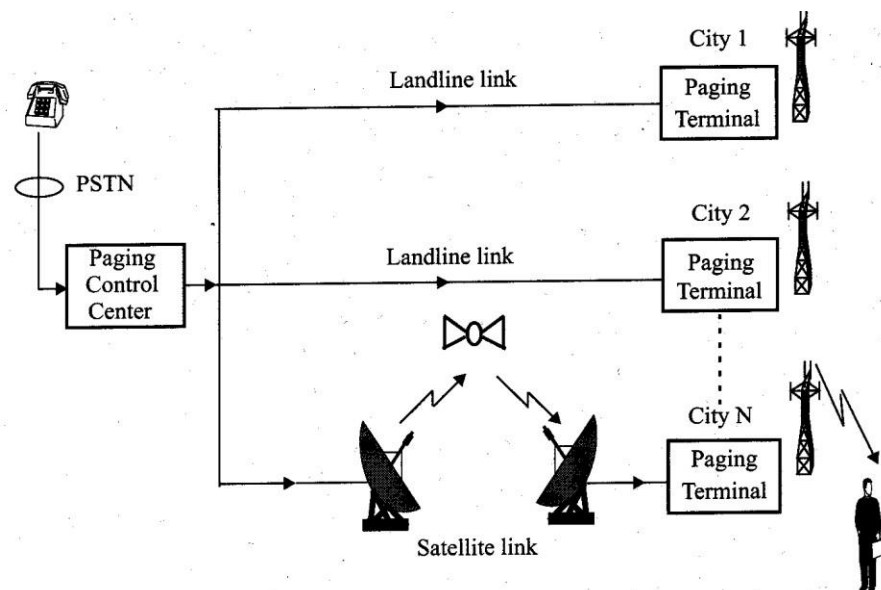 City 1
Landline link
Paging
Terminal
PSTN
City 2
Paging
Control
Center
Landline link
Paging
Terminal
City N
Paging
Terminal
Satellite link